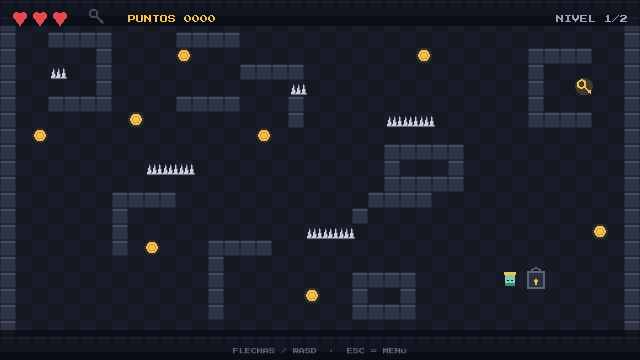 PUNTOS 0000
NIVEL 1/2
FLECHAS / WASD · ESC = MENú